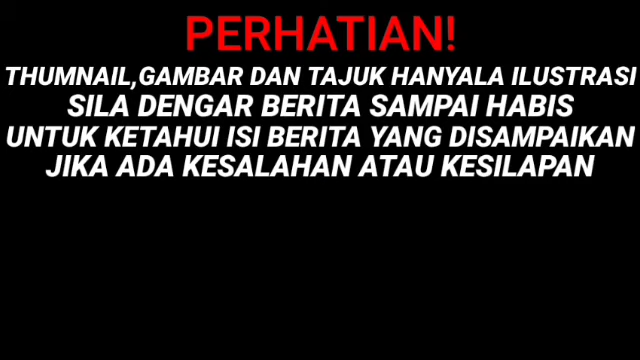 PERHATIAN!
THUMNAIL,GAMBAR DAN TAJUK HANYALA ILUSTRASI
SILA DENGAR BERITA SAMPAI HABIS
UNTUK KETAHUI ISI BERITA YANG DISAMPAIKAN
JIKA ADA KESALAHAN ATAU KESILAPAN